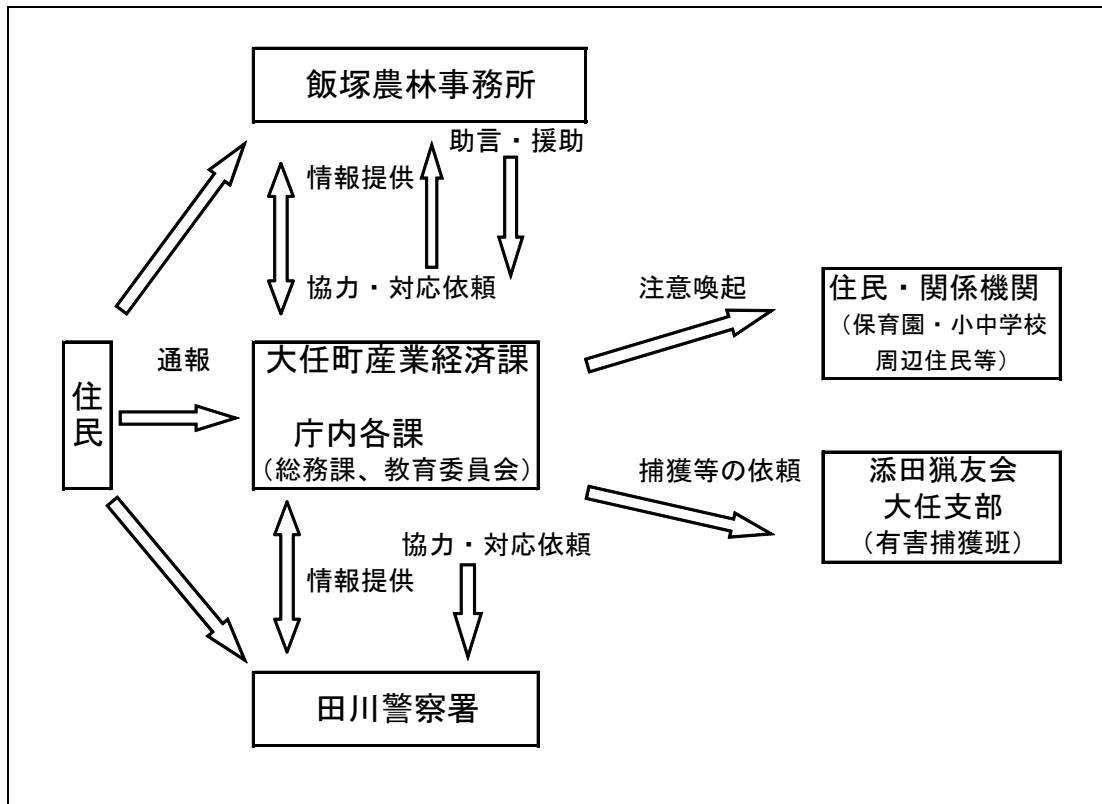 飯塚農林事務所
助言・援助
情報提供
協力・対応依頼
注意喚起
住民・関係機関
(保育園・小中学校
周辺住民等)
通報
住民
大任町産業経済課
庁内各課
(総務課、教育委員会)
捕獲等の依頼
添田猟友会
大任支部
(有害捕獲班)
協力・対応依頼
情報提供
田川警察署